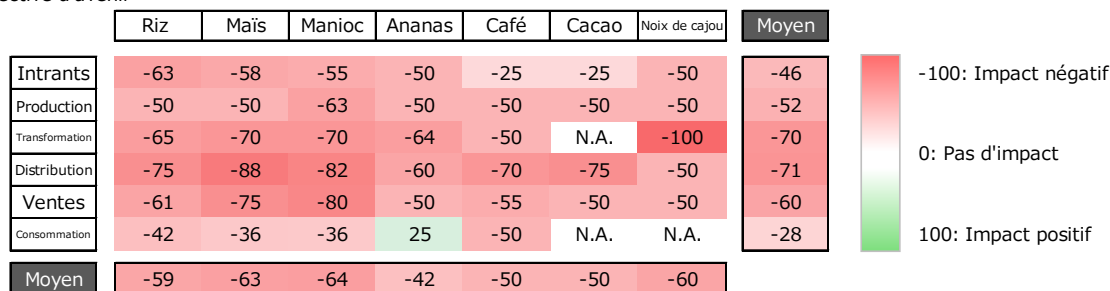 Riz Maïs Manioc Ananas Café Cacao Noix de cajou Moyen
Intrants -63 -58 -55 -50 -25 -25 -50 -46
Production -50 -50 -63 -50 -50 -50 -50 -52
Transformation -65 -70 -70 -64 -50 N.A. -100 -70
Distribution -75 -88 -82 -60 -70 -75 -50 -71
Ventes -61 -75 -80 -50 -55 -50 -50 -60
Consommation -42 -36 -36 25 -50 N.A. N.A. -28
Moyen -59 -63 -64 -42 -50 -50 -60
-100: Impact négatif
0: Pas d'impact
100: Impact positif